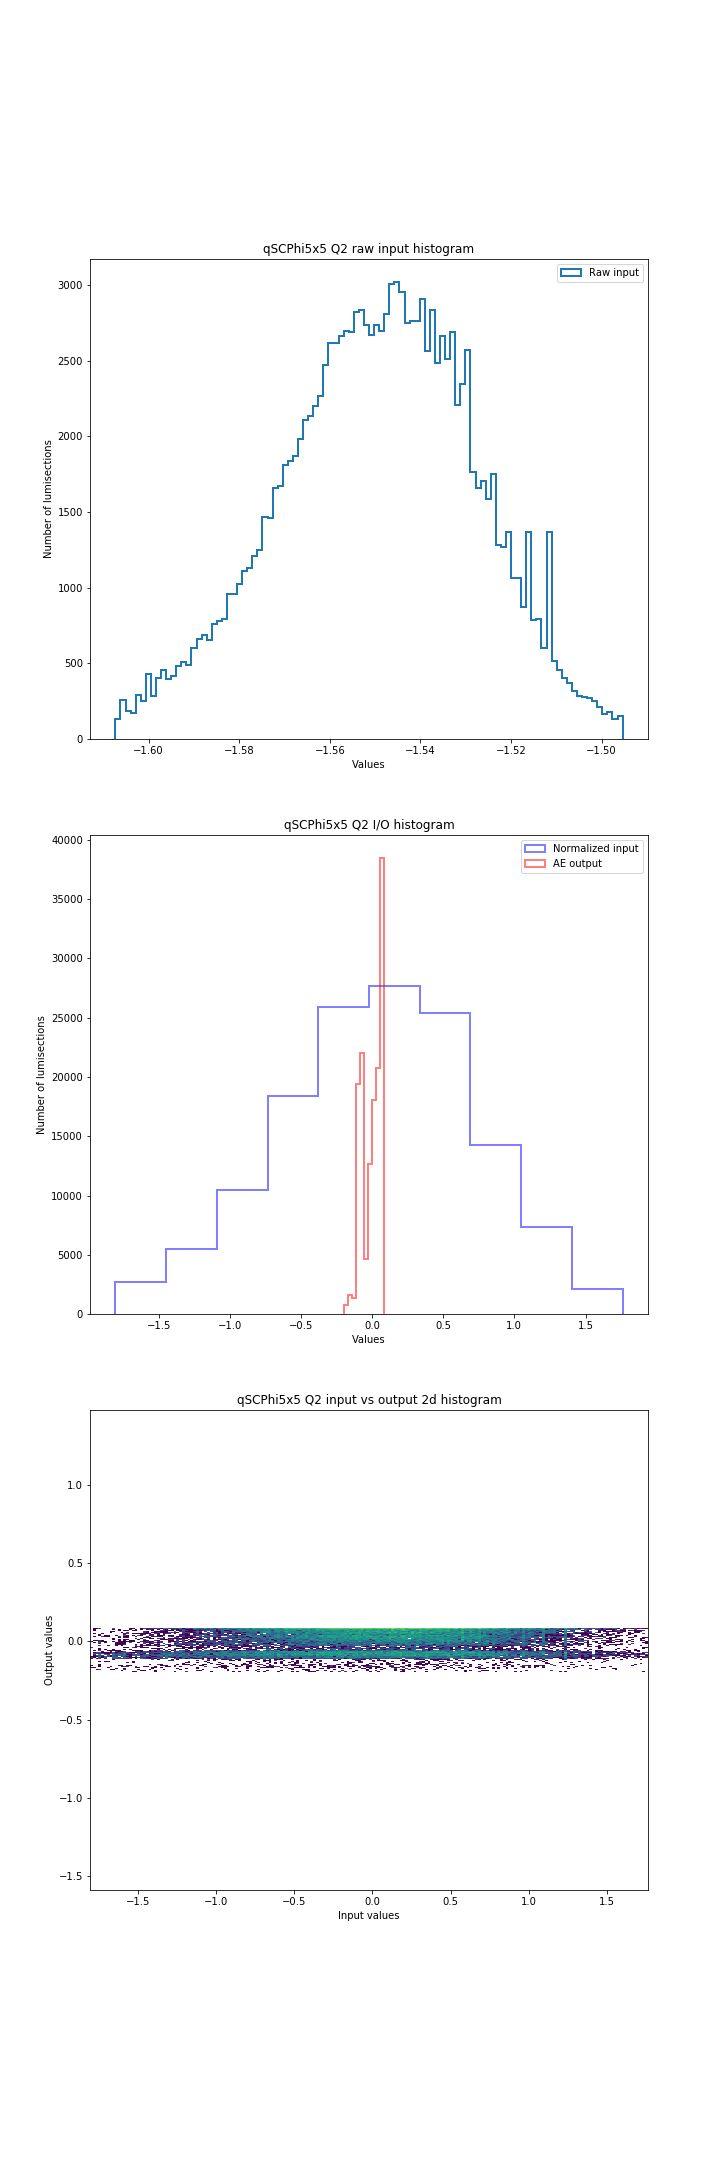 qSCPhi5x5 Q2 raw input histogram
Raw input
3000
2500
2000
1500
1000
500
0
Number of lumisections
−1.60 −1.58 −1.56 −1.54 −1.52 −1.50
Values
qSCPhi5x5 Q2 I/O histogram
Normalized input
AE output
40000
35000
30000
25000
20000
15000
10000
5000
0
Number of lumisections
−1.5 −1.0 −0.5 0.0 0.5 1.0 1.5
Values
qSCPhi5x5 Q2 input vs output 2d histogram
1.0
0.5
0.0
−0.5
−1.0
−1.5
Output values
−1.5 −1.0 −0.5 0.0 0.5 1.0 1.5
Input values